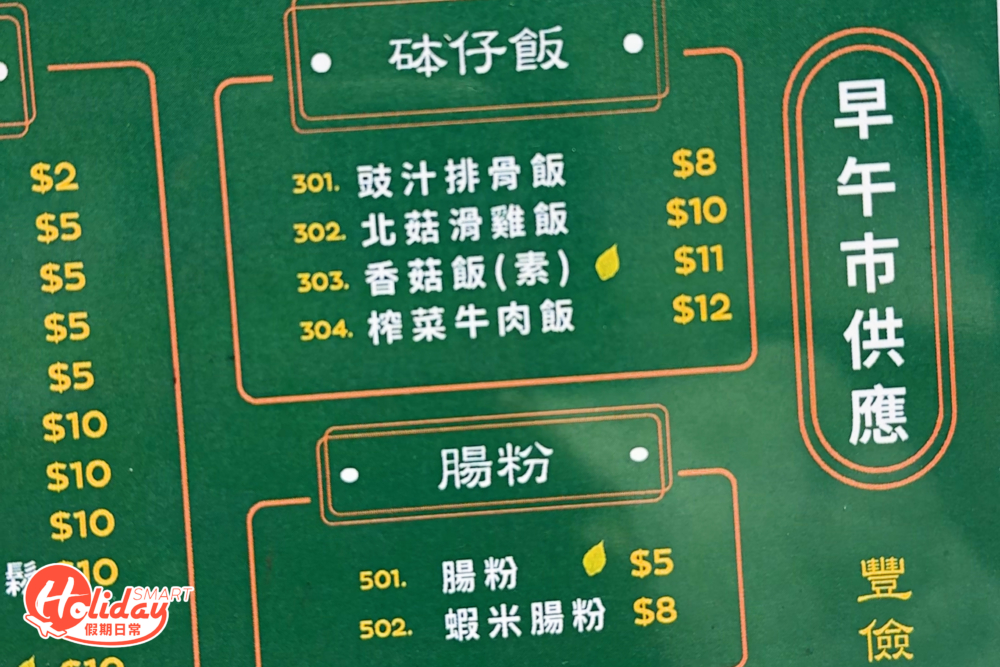 $2
$5
$5
$5
$5
$10
$10
$10
鬆 $10
$10
砵仔飯
301. 豉汁排骨飯 $8
302. 北菇滑雞飯 $10
303. 香菇飯(素) $11
304. 榨菜牛肉飯 $12
腸粉
501. 腸粉 $5
502. 蝦米腸粉 $8
早午市供應
豐儉
Holiday SMART
假期日常